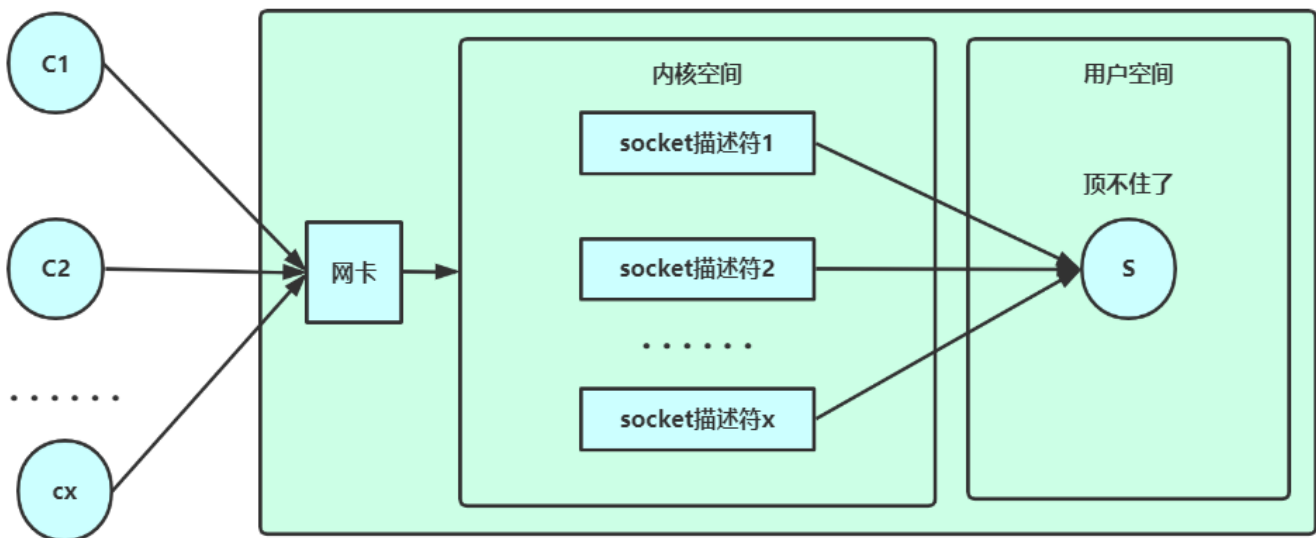 C1
C2
······
cx
网卡
内核空间
socket描述符1
socket描述符2
······
socket描述符x
用户空间
顶不住了
S